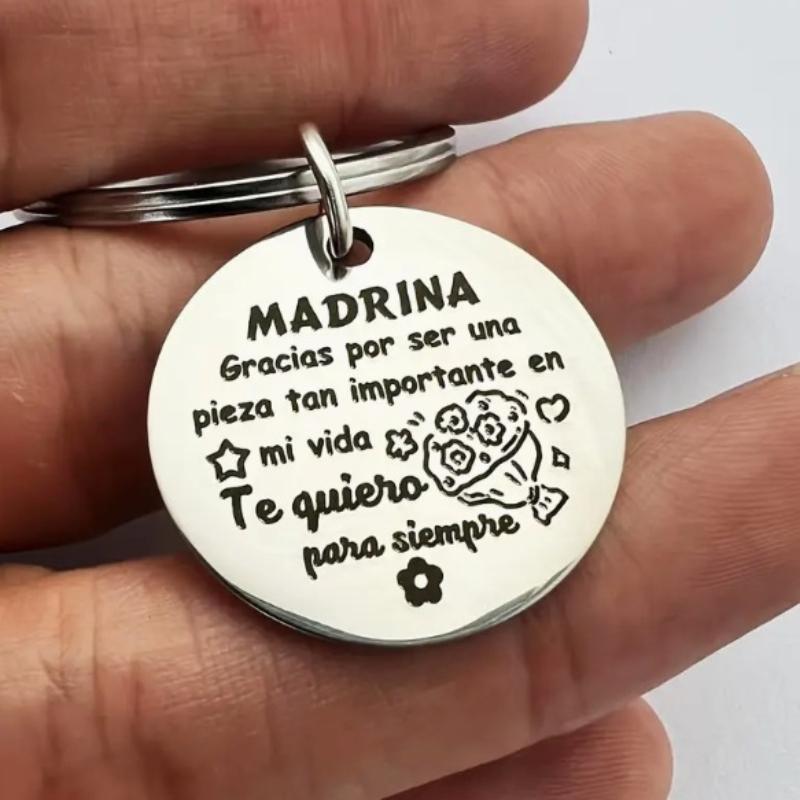 MADRINA
Gracias por ser una
pieza tan importante en
mi vida
Te quiero
para siempre